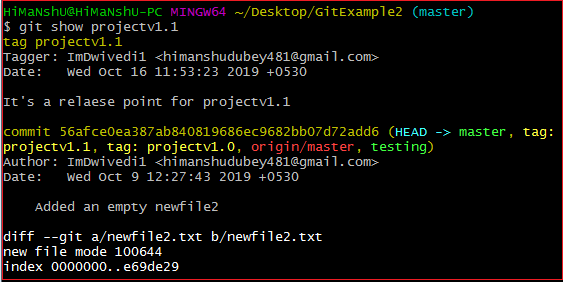 HiMaNshU@HiMaNshU-PC MINGW64 ~/Desktop/GitExample2 (master)
$ git show projectv1.1
tag projectv1.1
Tagger: ImDwivedi1 <himanshudubey481@gmail.com>
Date:   Wed Oct 16 11:53:23 2019 +0530
It's a relaese point for projectv1.1
commit 56afce0ea387ab840819686ec9682bb07d72add6 (HEAD -> master, tag:
projectv1.1, tag: projectv1.0, origin/master, testing)
Author: ImDwivedi1 <himanshudubey481@gmail.com>
Date:   Wed Oct 9 12:27:43 2019 +0530
    Added an empty newfile2
diff --git a/newfile2.txt b/newfile2.txt
new file mode 100644
index 0000000..e69de29